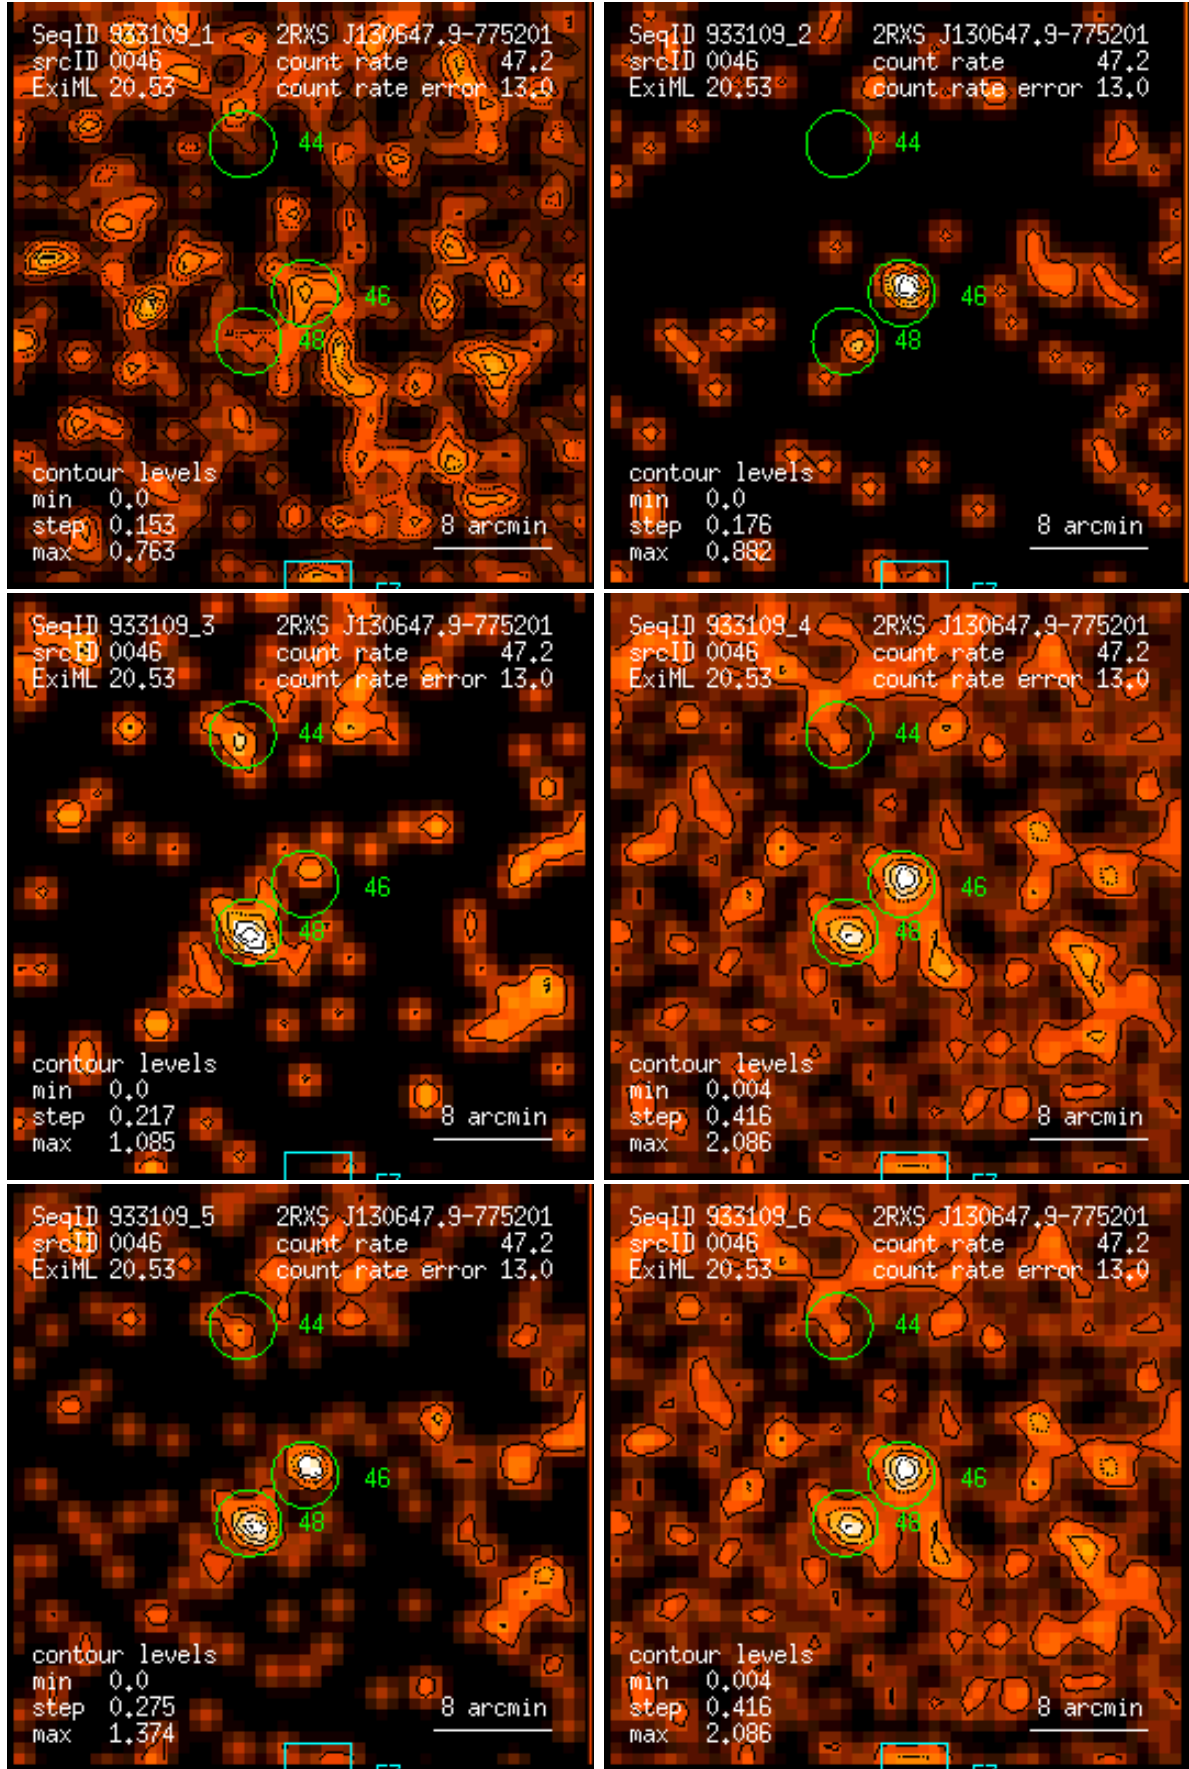 SeqID 933109_1 2RXS J130647.9-775201
srcID 0046 count rate 47.2
ExiML 20.53 count rate error 13.0
44
46
48
contour levels
min 0.0
step 0.153 8 arcmin
max 0.763
SeqID 933109_2 2RXS J130647.9-775201
srcID 0046 count rate 47.2
ExiML 20.53 count rate error 13.0
44
46
48
contour levels
min 0.0
step 0.176 8 arcmin
max 0.882
SeqID 933109_3 2RXS J130647.9-775201
srcID 0046 count rate 47.2
ExiML 20.53 count rate error 13.0
44
46
48
contour levels
min 0.0
step 0.217 8 arcmin
max 1.085
SeqID 933109_4 2RXS J130647.9-775201
srcID 0046 count rate 47.2
ExiML 20.53 count rate error 13.0
44
46
48
contour levels
min 0.004
step 0.416 8 arcmin
max 2.086
SeqID 933109_5 2RXS J130647.9-775201
srcID 0046 count rate 47.2
ExiML 20.53 count rate error 13.0
44
46
48
contour levels
min 0.0
step 0.275 8 arcmin
max 1.374
SeqID 933109_6 2RXS J130647.9-775201
srcID 0046 count rate 47.2
ExiML 20.53 count rate error 13.0
44
46
48
contour levels
min 0.004
step 0.416 8 arcmin
max 2.086